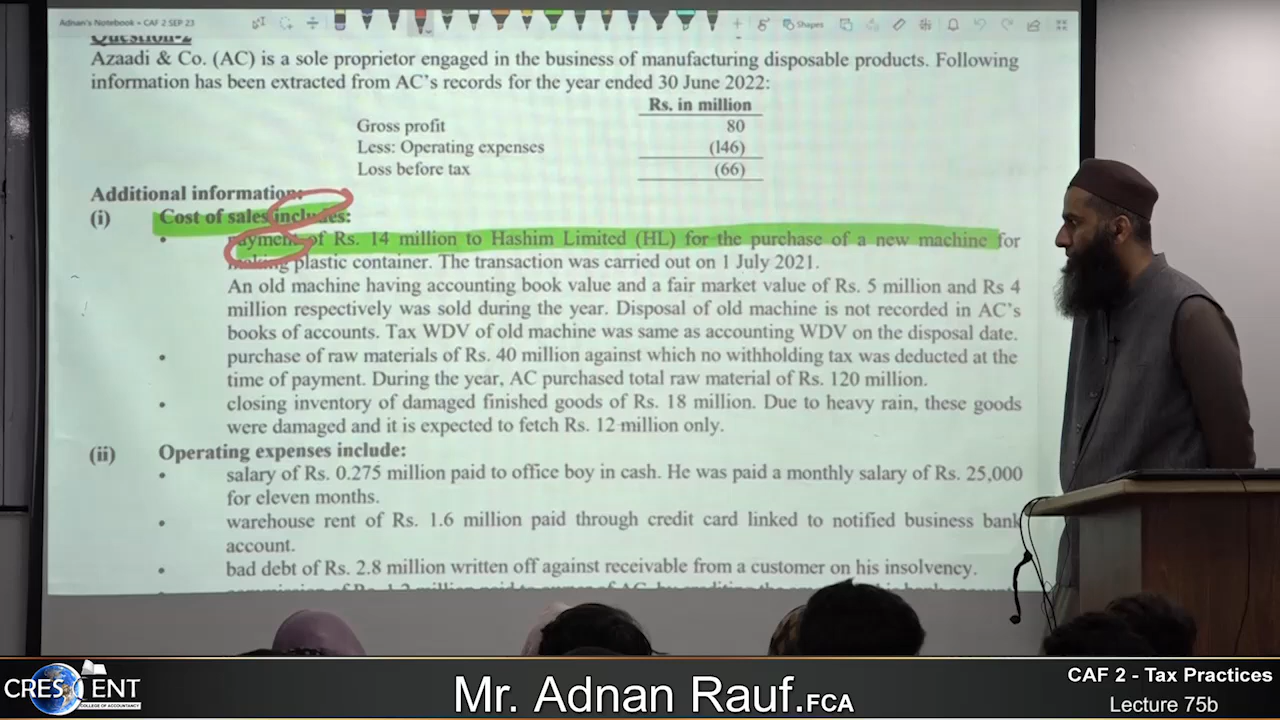 Adnan's Notebook • CAF 2 SEP 23
Shapes
Question-2
Azaadi & Co. (AC) is a sole proprietor engaged in the business of manufacturing disposable products. Following
information has been extracted from AC's records for the year ended 30 June 2022:
Rs. in million
Gross profit 80
Less: Operating expenses (146)
Loss before tax (66)
Additional information:
(i) Cost of sales includes:
• payment of Rs. 14 million to Hashim Limited (HL) for the purchase of a new machine for
making plastic container. The transaction was carried out on 1 July 2021.
An old machine having accounting book value and a fair market value of Rs. 5 million and Rs 4
million respectively was sold during the year. Disposal of old machine is not recorded in AC's
books of accounts. Tax WDV of old machine was same as accounting WDV on the disposal date.
• purchase of raw materials of Rs. 40 million against which no withholding tax was deducted at the
time of payment. During the year, AC purchased total raw material of Rs. 120 million.
• closing inventory of damaged finished goods of Rs. 18 million. Due to heavy rain, these goods
were damaged and it is expected to fetch Rs. 12 million only.
(ii) Operating expenses include:
• salary of Rs. 0.275 million paid to office boy in cash. He was paid a monthly salary of Rs. 25,000
for eleven months.
• warehouse rent of Rs. 1.6 million paid through credit card linked to notified business bank
account.
• bad debt of Rs. 2.8 million written off against receivable from a customer on his insolvency.
CRESCENT
COLLEGE OF ACCOUNTANCY
Mr. Adnan Rauf.FCA
CAF 2 - Tax Practices
Lecture 75b